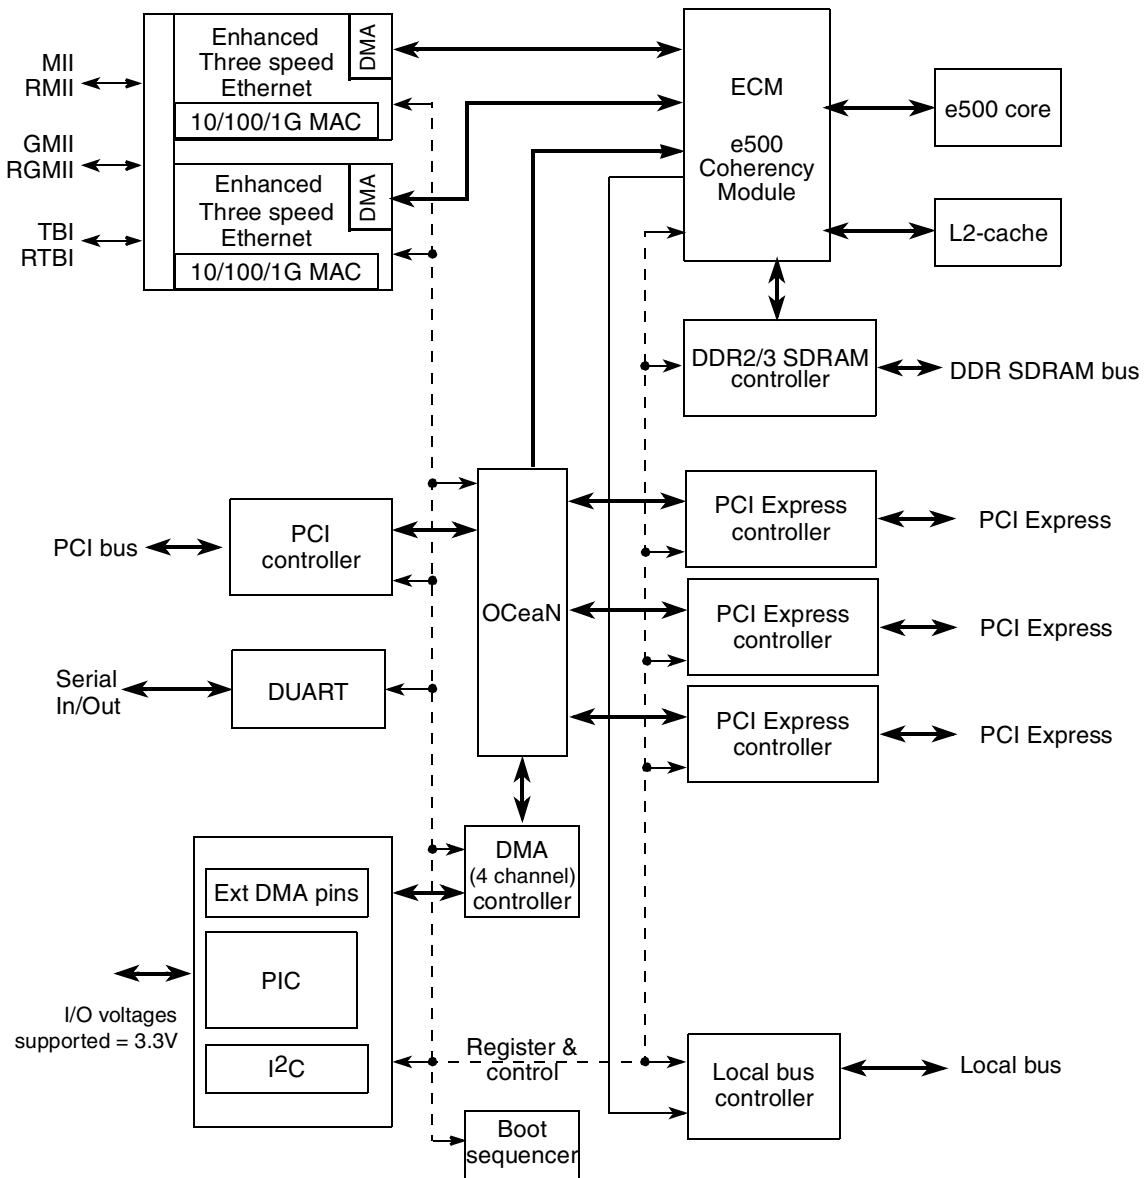 MII
RMII
GMII
RGMII
TBI
RTBI
Enhanced
Three speed
Ethernet
DMA
10/100/1G MAC
Enhanced
Three speed
Ethernet
DMA
10/100/1G MAC
ECM
e500
Coherency
Module
e500 core
L2-cache
DDR2/3 SDRAM
controller
DDR SDRAM bus
PCI bus
PCI
controller
OCeaN
PCI Express
controller
PCI Express
PCI Express
controller
PCI Express
PCI Express
controller
PCI Express
Serial
In/Out
DUART
DMA
(4 channel)
controller
Ext DMA pins
PIC
I2C
I/O voltages
supported = 3.3V
Register &
control
Local bus
controller
Local bus
Boot
sequencer